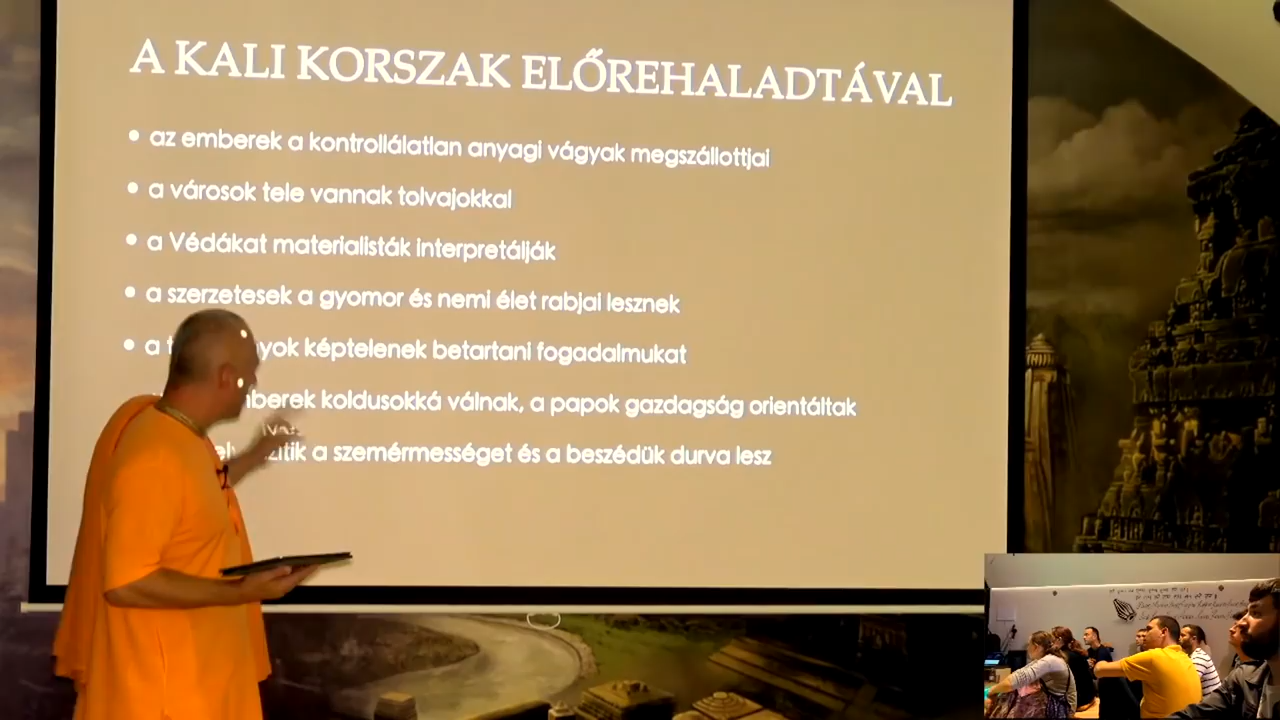 A KALI KORSZAK ELŐREHALADTÁVAL
• az emberek a kontrollálatlan anyagi vágyak megszállottjai
• a városok tele vannak tolvajokkal
• a Védákat materialisták interpretálják
• a szerzetesek a gyomor és nemi élet rabjai lesznek
• a képtelenek betartani fogadalmukat
koldusokká válnak, a papok gazdagság orientáltak
a szemérmességet és a beszédük durva lesz